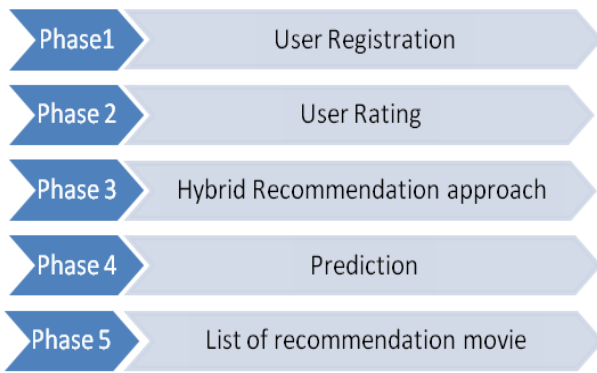 Phase1 User Registration
Phase 2 User Rating
Phase 3 Hybrid Recommendation approach
Phase 4 Prediction
Phase 5 List of recommendation movie